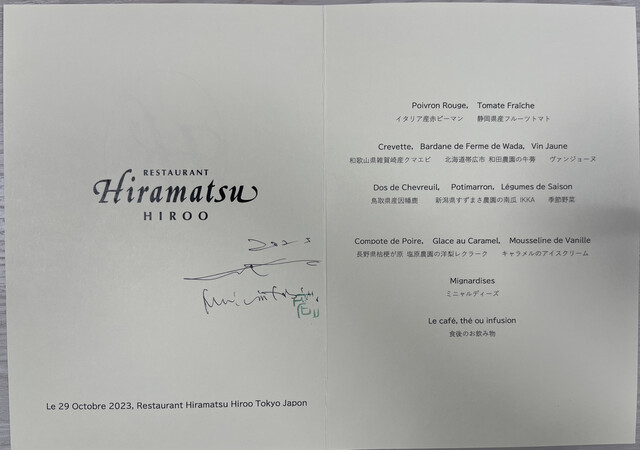 RESTAURANT
Hiramatsu
HIROO
2023
Le 29 Octobre 2023, Restaurant Hiramatsu Hiroo Tokyo Japon
Poivron Rouge, Tomate Fraîche
イタリア産赤ピーマン 静岡県産フルーツトマト
Crevette, Bardane de Ferme de Wada, Vin Jaune
和歌山県雑賀崎産クマエビ 北海道帯広市 和田農園の牛蒡 ヴァンジョーヌ
Dos de Chevreuil, Potimarron, Légumes de Saison
鳥取県産因幡鹿 新潟県すずまさ農園の南瓜 IKKA 季節野菜
Compote de Poire, Glace au Caramel, Mousseline de Vanille
長野県桔梗が原 塩原農園の洋梨レクラーク キャラメルのアイスクリーム
Mignardises
ミニャルディーズ
Le café, thé ou infusion
食後のお飲み物